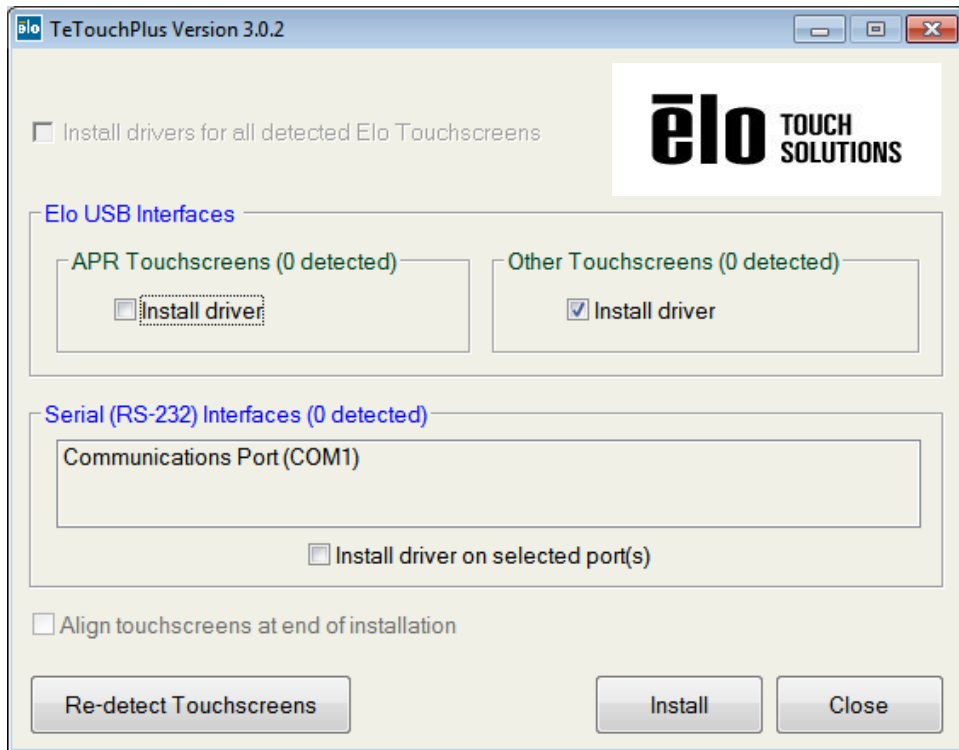 elo TeTouchPlus Version 3.0.2
Install drivers for all detected Elo Touchscreens
ēlo TOUCH SOLUTIONS
Elo USB Interfaces
APR Touchscreens (0 detected)
Install driver
Other Touchscreens (0 detected)
Install driver
Serial (RS-232) Interfaces (0 detected)
Communications Port (COM1)
Install driver on selected port(s)
Align touchscreens at end of installation
Re-detect Touchscreens
Install
Close